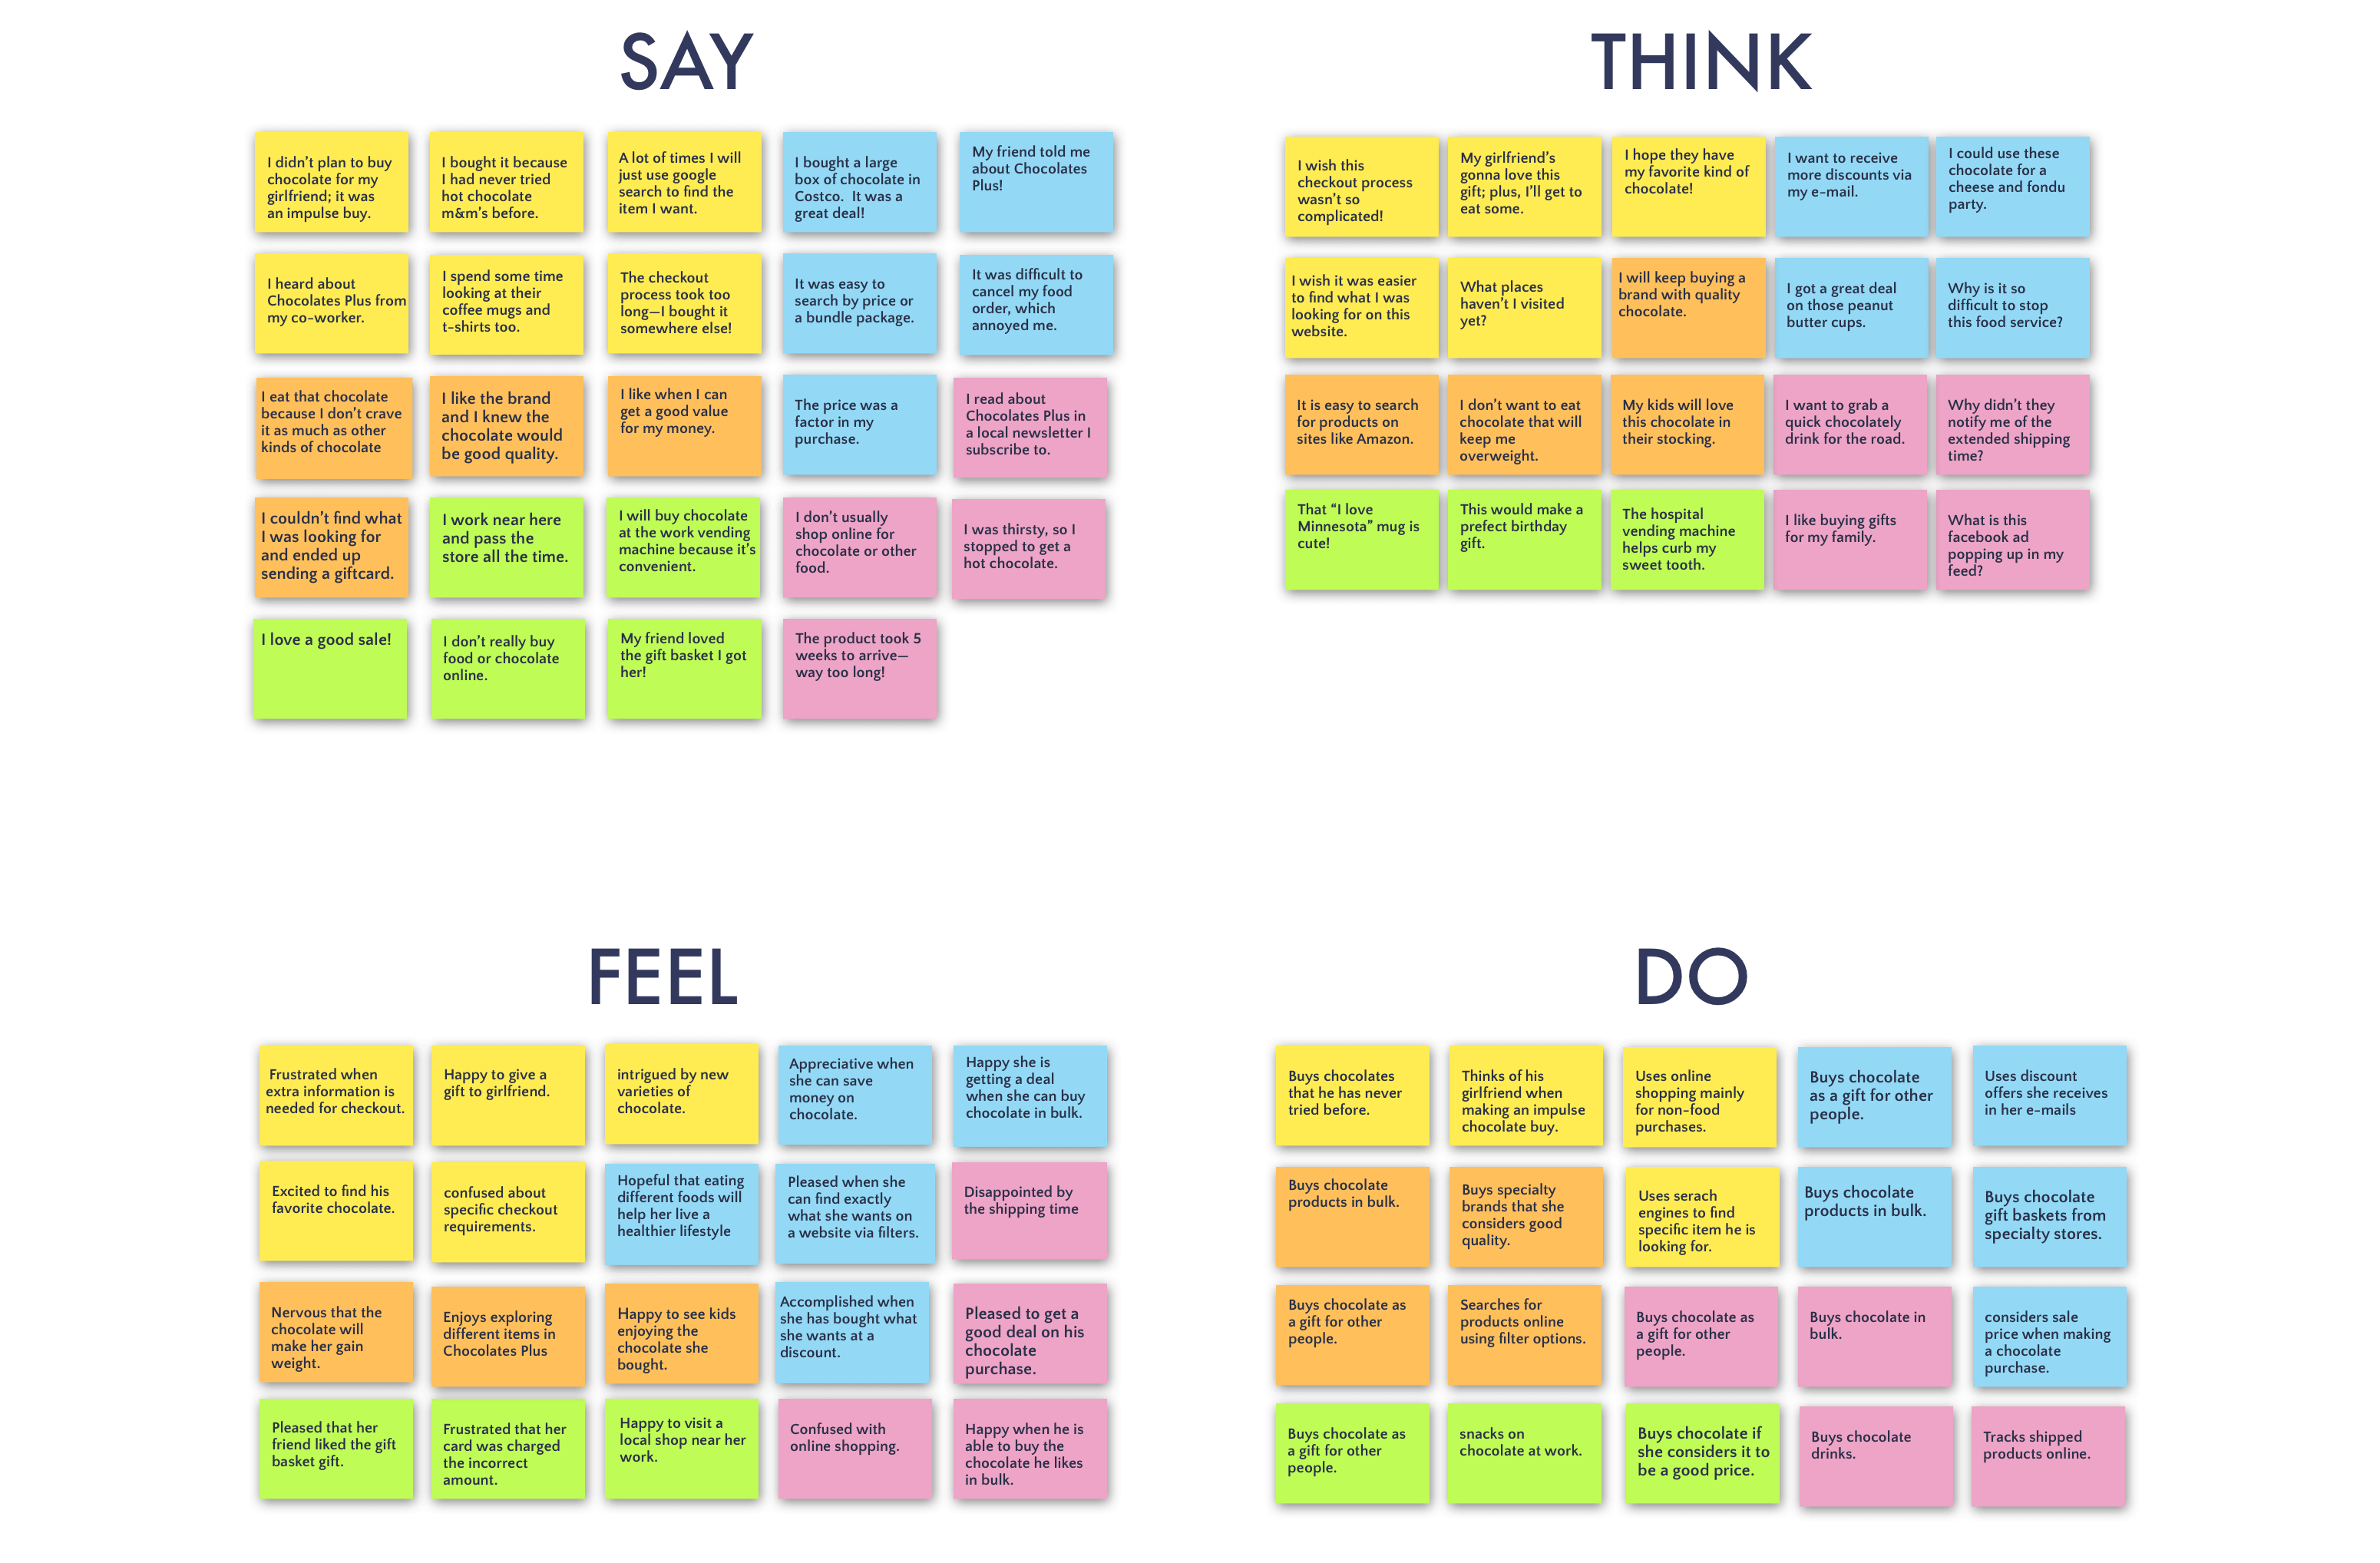 SAY
I didn't plan to buy
chocolate for my
girlfriend; it was
an impulse buy.
I bought it because
I had never tried
hot chocolate
m&m's before.
A lot of times I will
just use google
search to find the
item I want.
I bought a large
box of chocolate in
Costco.  It was a
great deal!
My friend told me
about Chocolates
Plus!
I heard about
Chocolates Plus from
my co-worker.
I spend some time
looking at their
coffee mugs and
t-shirts too.
The checkout
process took too
long—I bought it
somewhere else!
It was easy to
search by price or
a bundle package.
It was difficult to
cancel my food
order, which
annoyed me.
I eat that chocolate
because I don't crave
it as much as other
kinds of chocolate
I like the brand
and I knew the
chocolate would
be good quality.
I like when I can
get a good value
for my money.
The price was a
factor in my
purchase.
I read about
Chocolates Plus in
a local newsletter I
subscribe to.
I couldn't find what
I was looking for
and ended up
sending a giftcard.
I work near here
and pass the
store all the time.
I will buy chocolate
at the work vending
machine because it's
convenient.
I don't usually
shop online for
chocolate or other
food.
I was thirsty, so I
stopped to get a
hot chocolate.
I love a good sale!
I don't really buy
food or chocolate
online.
My friend loved
the gift basket I got
her!
The product took 5
weeks to arrive—
way too long!
THINK
I wish this
checkout process
wasn't so
complicated!
My girlfriend's
gonna love this
gift; plus, I'll get to
eat some.
I hope they have
my favorite kind of
chocolate!
I want to receive
more discounts via
my e-mail.
I could use these
chocolate for a
cheese and fondu
party.
I wish it was easier
to find what I was
looking for on this
website.
What places
haven't I visited
yet?
I will keep buying a
brand with quality
chocolate.
I got a great deal
on those peanut
butter cups.
Why is it so
difficult to stop
this food service?
It is easy to search
for products on
sites like Amazon.
I don't want to eat
chocolate that will
keep me
overweight.
My kids will love
this chocolate in
their stocking.
I want to grab a
quick chocolately
drink for the road.
Why didn't they
notify me of the
extended shipping
time?
That "I love
Minnesota" mug is
cute!
This would make a
prefect birthday
gift.
The hospital
vending machine
helps curb my
sweet tooth.
I like buying gifts
for my family.
What is this
facebook ad
popping up in my
feed?
FEEL
Frustrated when
extra information is
needed for checkout.
Happy to give a
gift to girlfriend.
intrigued by new
varieties of
chocolate.
Appreciative when
she can save
money on
chocolate.
Happy she is
getting a deal
when she can buy
chocolate in bulk.
Excited to find his
favorite chocolate.
confused about
specific checkout
requirements.
Hopeful that eating
different foods will
help her live a
healthier lifestyle
Pleased when she
can find exactly
what she wants on
a website via filters.
Disappointed by
the shipping time
Nervous that the
chocolate will
make her gain
weight.
Enjoys exploring
different items in
Chocolates Plus
Happy to see kids
enjoying the
chocolate she
bought.
Accomplished when
she has bought what
she wants at a
discount.
Pleased to get a
good deal on his
chocolate
purchase.
Pleased that her
friend liked the gift
basket gift.
Frustrated that her
card was charged
the incorrect
amount.
Happy to visit a
local shop near her
work.
Confused with
online shopping.
Happy when he is
able to buy the
chocolate he likes
in bulk.
DO
Buys chocolates
that he has never
tried before.
Thinks of his
girlfriend when
making an impulse
chocolate buy.
Uses online
shopping mainly
for non-food
purchases.
Buys chocolate
as a gift for other
people.
Uses discount
offers she receives
in her e-mails
Buys chocolate
products in bulk.
Buys specialty
brands that she
considers good
quality.
Uses serach
engines to find
specific item he is
looking for.
Buys chocolate
products in bulk.
Buys chocolate
gift baskets from
specialty stores.
Buys chocolate as
a gift for other
people.
Searches for
products online
using filter options.
Buys chocolate as
a gift for other
people.
Buys chocolate in
bulk.
considers sale
price when making
a chocolate
purchase.
Buys chocolate as
a gift for other
people.
snacks on
chocolate at work.
Buys chocolate if
she considers it to
be a good price.
Buys chocolate
drinks.
Tracks shipped
products online.